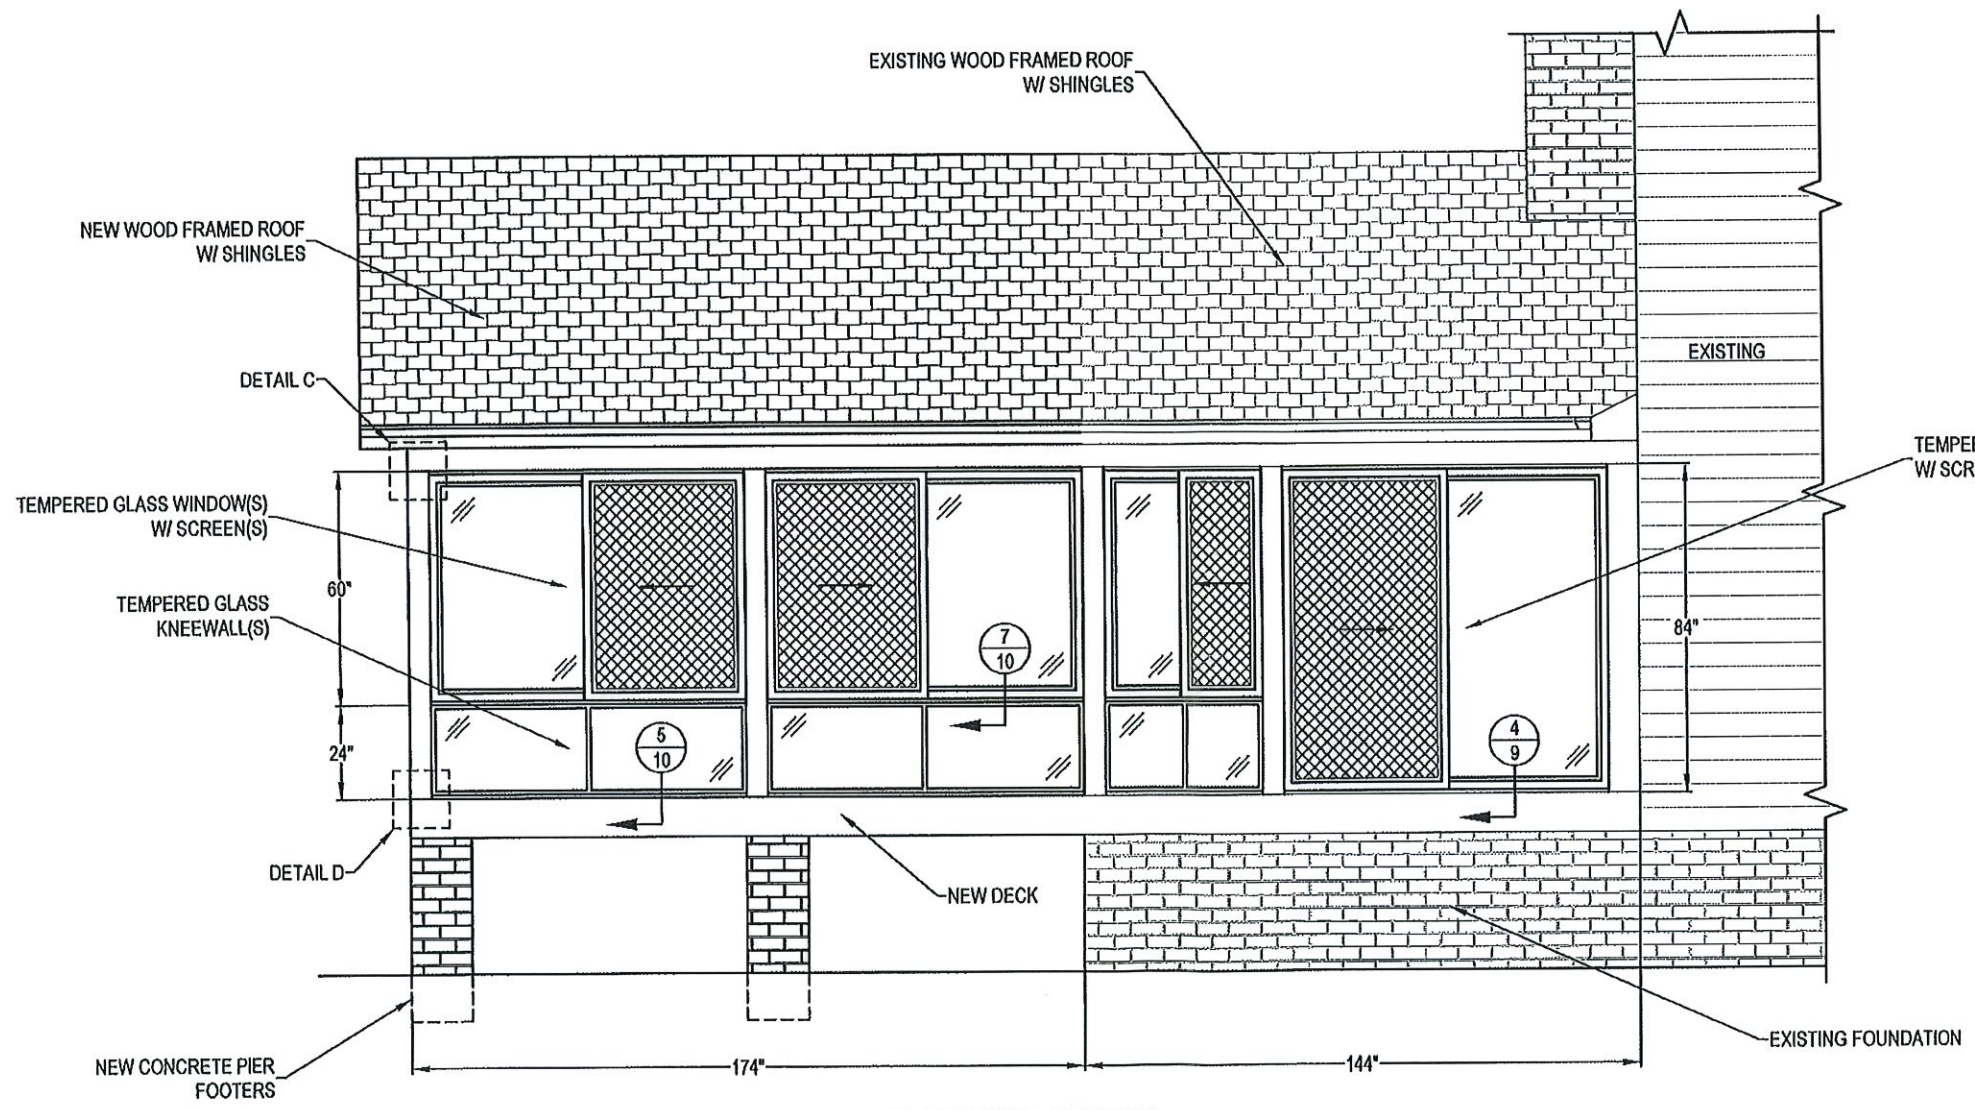 EXISTING WOOD FRAMED ROOF
W/ SHINGLES
NEW WOOD FRAMED ROOF
W/ SHINGLES
EXISTING
DETAIL C
W/
TEMPERED GLASS WINDOW(S)
W/ SCREEN(S)
60"
TEMPERED GLASS
KNEEWALL(S)
84"
7
10
5
10
4
9
24"
DETAIL D
NEW DECK
EXISTING FOUNDATION
NEW CONCRETE PIER
FOOTERS
174"
144"